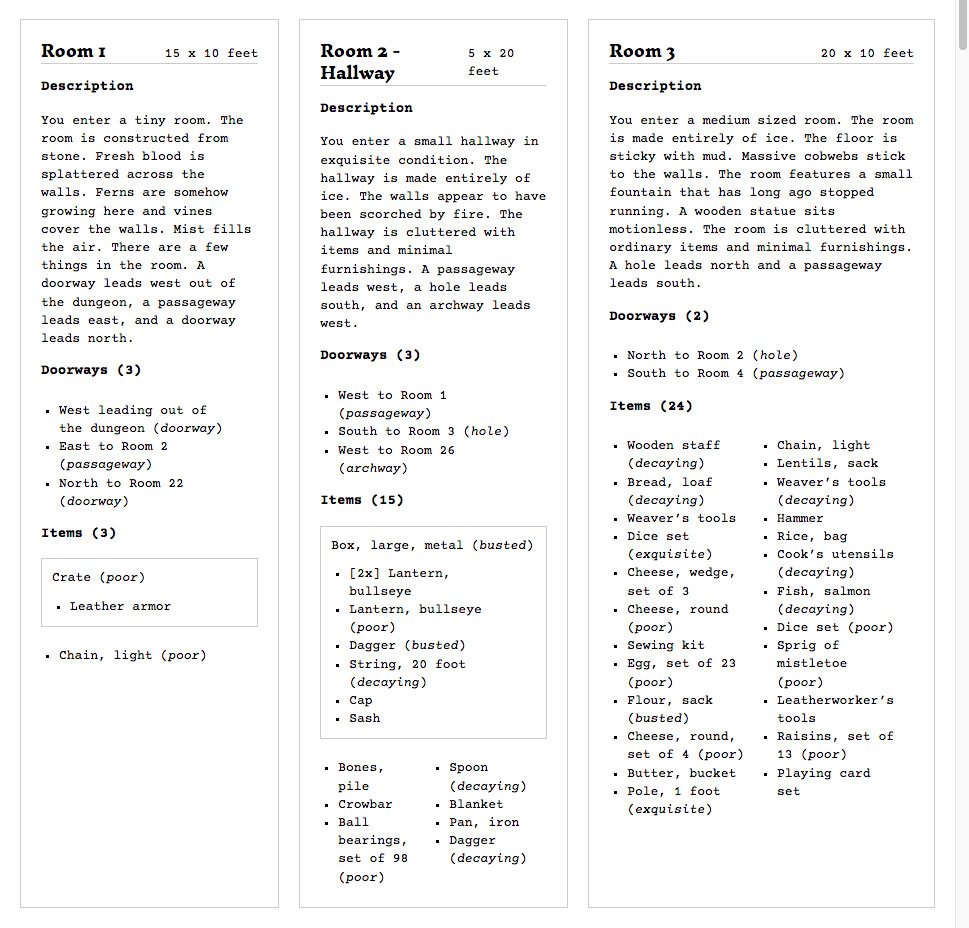 Room 1
15 x 10 feet
Description
You enter a tiny room. The
room is constructed from
stone. Fresh blood is
splattered across the
walls. Ferns are somehow
growing here and vines
cover the walls. Mist fills
the air. There are a few
things in the room. A
doorway leads west out of
the dungeon, a passageway
leads east, and a doorway
leads north.
Doorways (3)
▪ West leading out of
the dungeon (doorway)
▪ East to Room 2
(passageway)
▪ North to Room 22
(doorway)
Items (3)
Crate (poor)
▪ Leather armor
▪ Chain, light (poor)
Room 2 -
Hallway
5 x 20
feet
Description
You enter a small hallway in
exquisite condition. The
hallway is made entirely of
ice. The walls appear to have
been scorched by fire. The
hallway is cluttered with
items and minimal
furnishings. A passageway
leads west, a hole leads
south, and an archway leads
west.
Doorways (3)
▪ West to Room 1
(passageway)
▪ South to Room 3 (hole)
▪ West to Room 26
(archway)
Items (15)
Box, large, metal (busted)
▪ [2x] Lantern,
bullseye
▪ Lantern, bullseye
(poor)
▪ Dagger (busted)
▪ String, 20 foot
(decaying)
▪ Cap
▪ Sash
▪ Bones,
pile
▪ Crowbar
▪ Ball
bearings,
set of 98
(poor)
▪ Spoon
(decaying)
▪ Blanket
▪ Pan, iron
▪ Dagger
(decaying)
Room 3
20 x 10 feet
Description
You enter a medium sized room. The room
is made entirely of ice. The floor is
sticky with mud. Massive cobwebs stick
to the walls. The room features a small
fountain that has long ago stopped
running. A wooden statue sits
motionless. The room is cluttered with
ordinary items and minimal furnishings.
A hole leads north and a passageway
leads south.
Doorways (2)
▪ North to Room 2 (hole)
▪ South to Room 4 (passageway)
Items (24)
▪ Wooden staff
(decaying)
▪ Bread, loaf
(decaying)
▪ Weaver’s tools
▪ Dice set
(exquisite)
▪ Cheese, wedge,
set of 3
▪ Cheese, round
(poor)
▪ Sewing kit
▪ Egg, set of 23
(poor)
▪ Flour, sack
(busted)
▪ Cheese, round,
set of 4 (poor)
▪ Butter, bucket
▪ Pole, 1 foot
(exquisite)
▪ Chain, light
▪ Lentils, sack
▪ Weaver’s tools
(decaying)
▪ Hammer
▪ Rice, bag
▪ Cook’s utensils
(decaying)
▪ Fish, salmon
(decaying)
▪ Dice set (poor)
▪ Sprig of
mistletoe
(poor)
▪ Leatherworker’s
tools
▪ Raisins, set of
13 (poor)
▪ Playing card
set